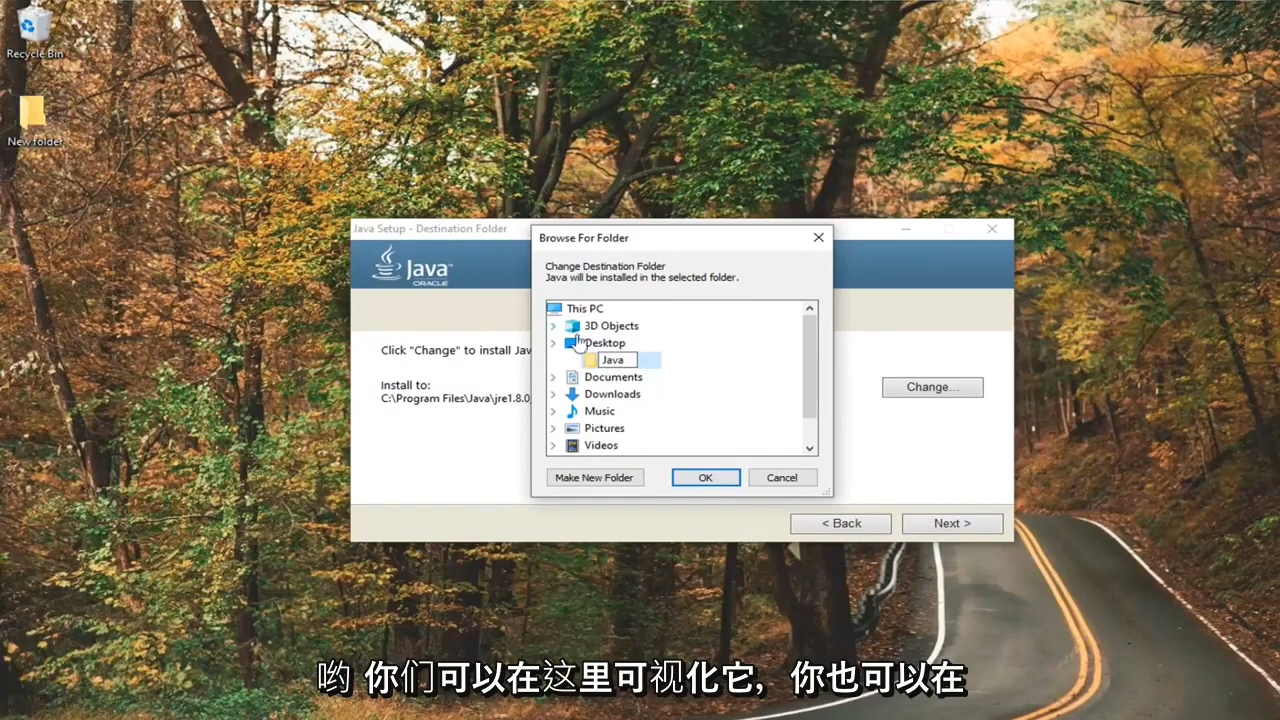 Recycle Bin
New folder
Java Setup - Destination Folder
Java™
ORACLE
Click "Change" to install Jav
Install to:
C:\Program Files\Java\jre1.8.0
Change...
< Back
Next >
Browse For Folder
Change Destination Folder
Java will be installed in the selected folder.
This PC
3D Objects
Desktop
Java
Documents
Downloads
Music
Pictures
Videos
Make New Folder
OK
Cancel
哟 你们可以在这里可视化它，你也可以在